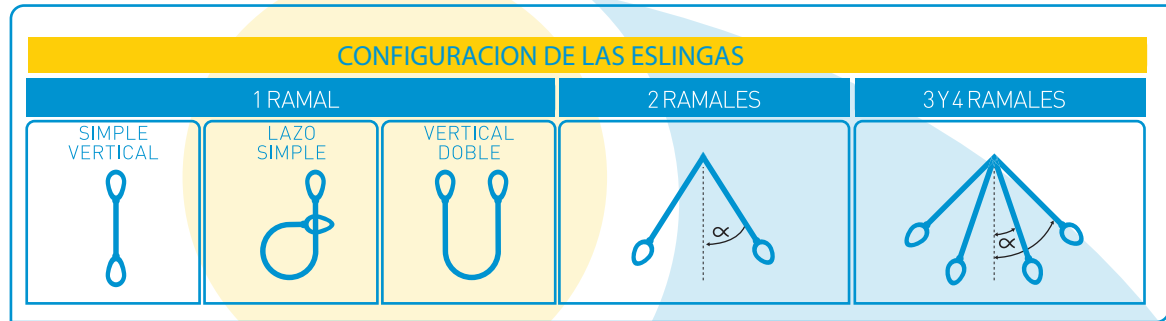 CONFIGURACION DE LAS ESLINGAS
1 RAMAL
2 RAMALES
3 Y 4 RAMALES
SIMPLE
VERTICAL
LAZO
SIMPLE
VERTICAL
DOBLE
α
α